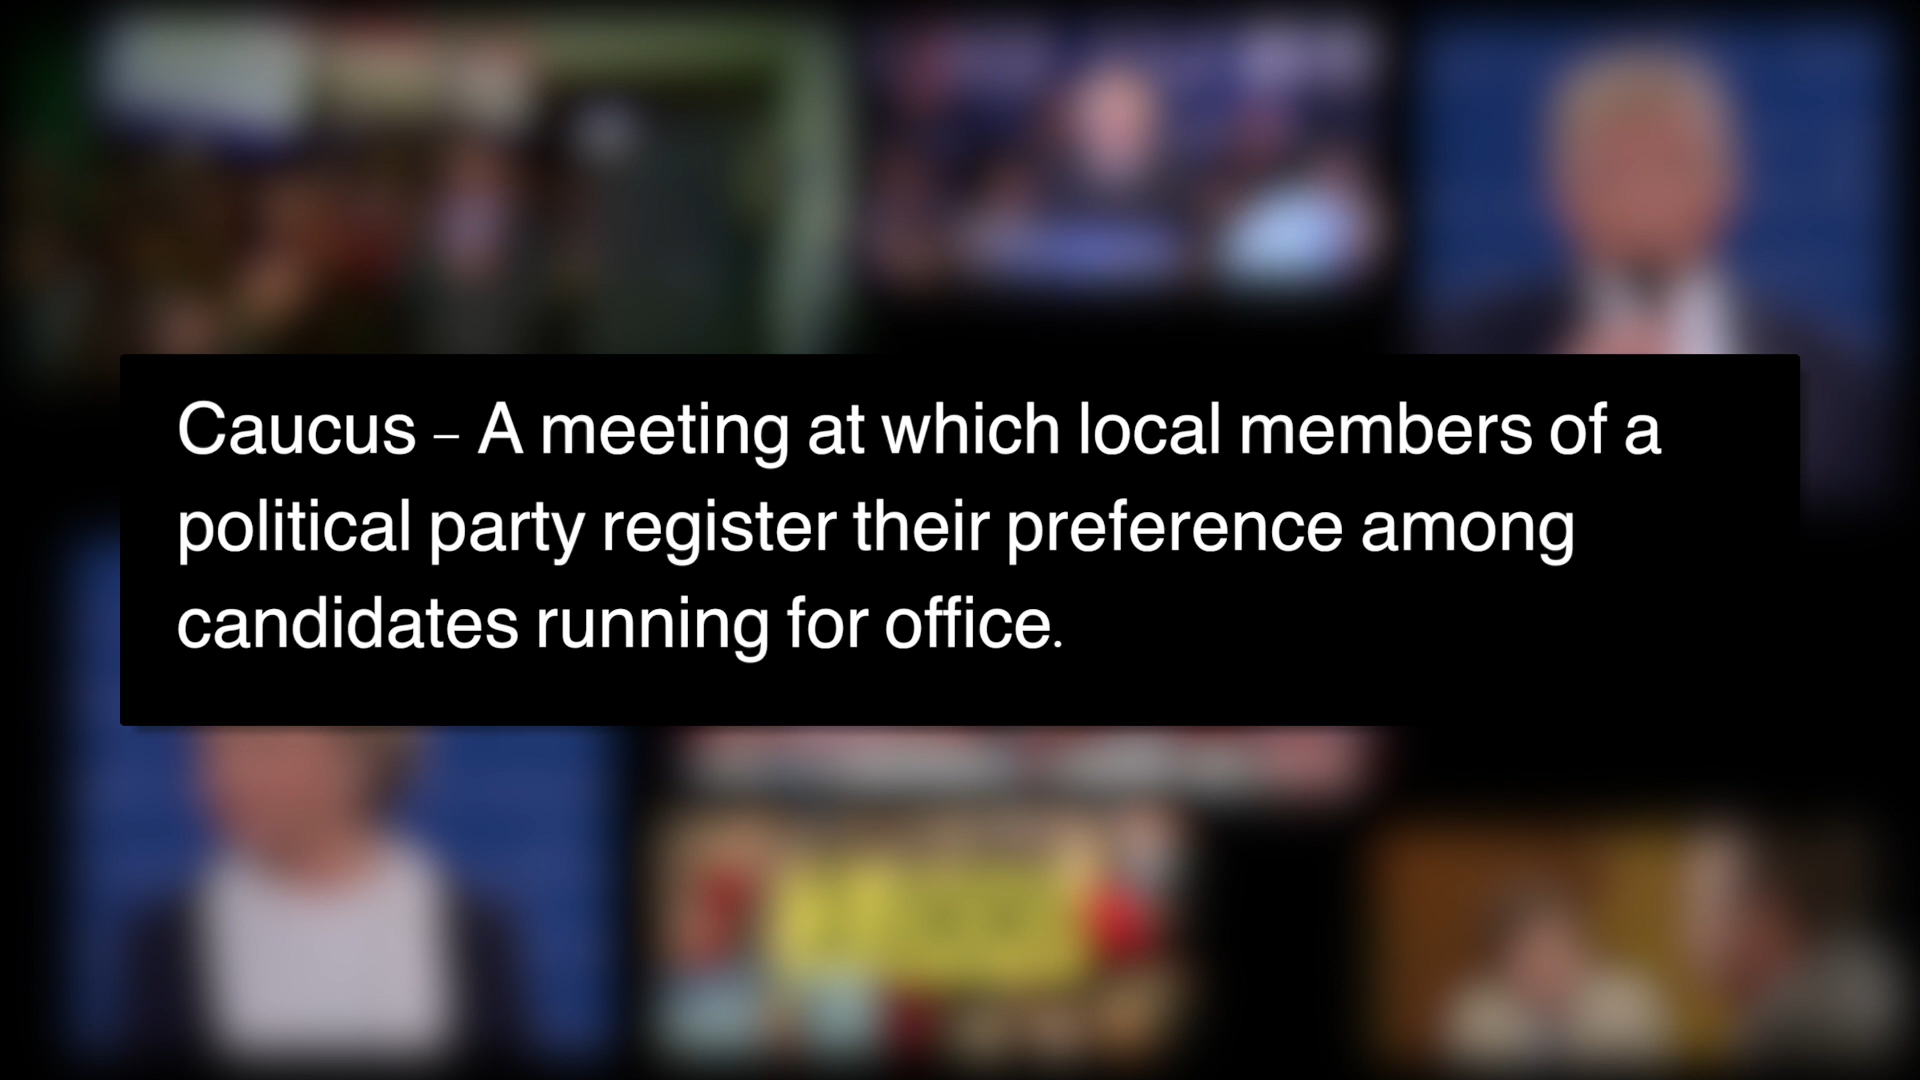 Caucus – A meeting at which local members of a
political party register their preference among
candidates running for office.